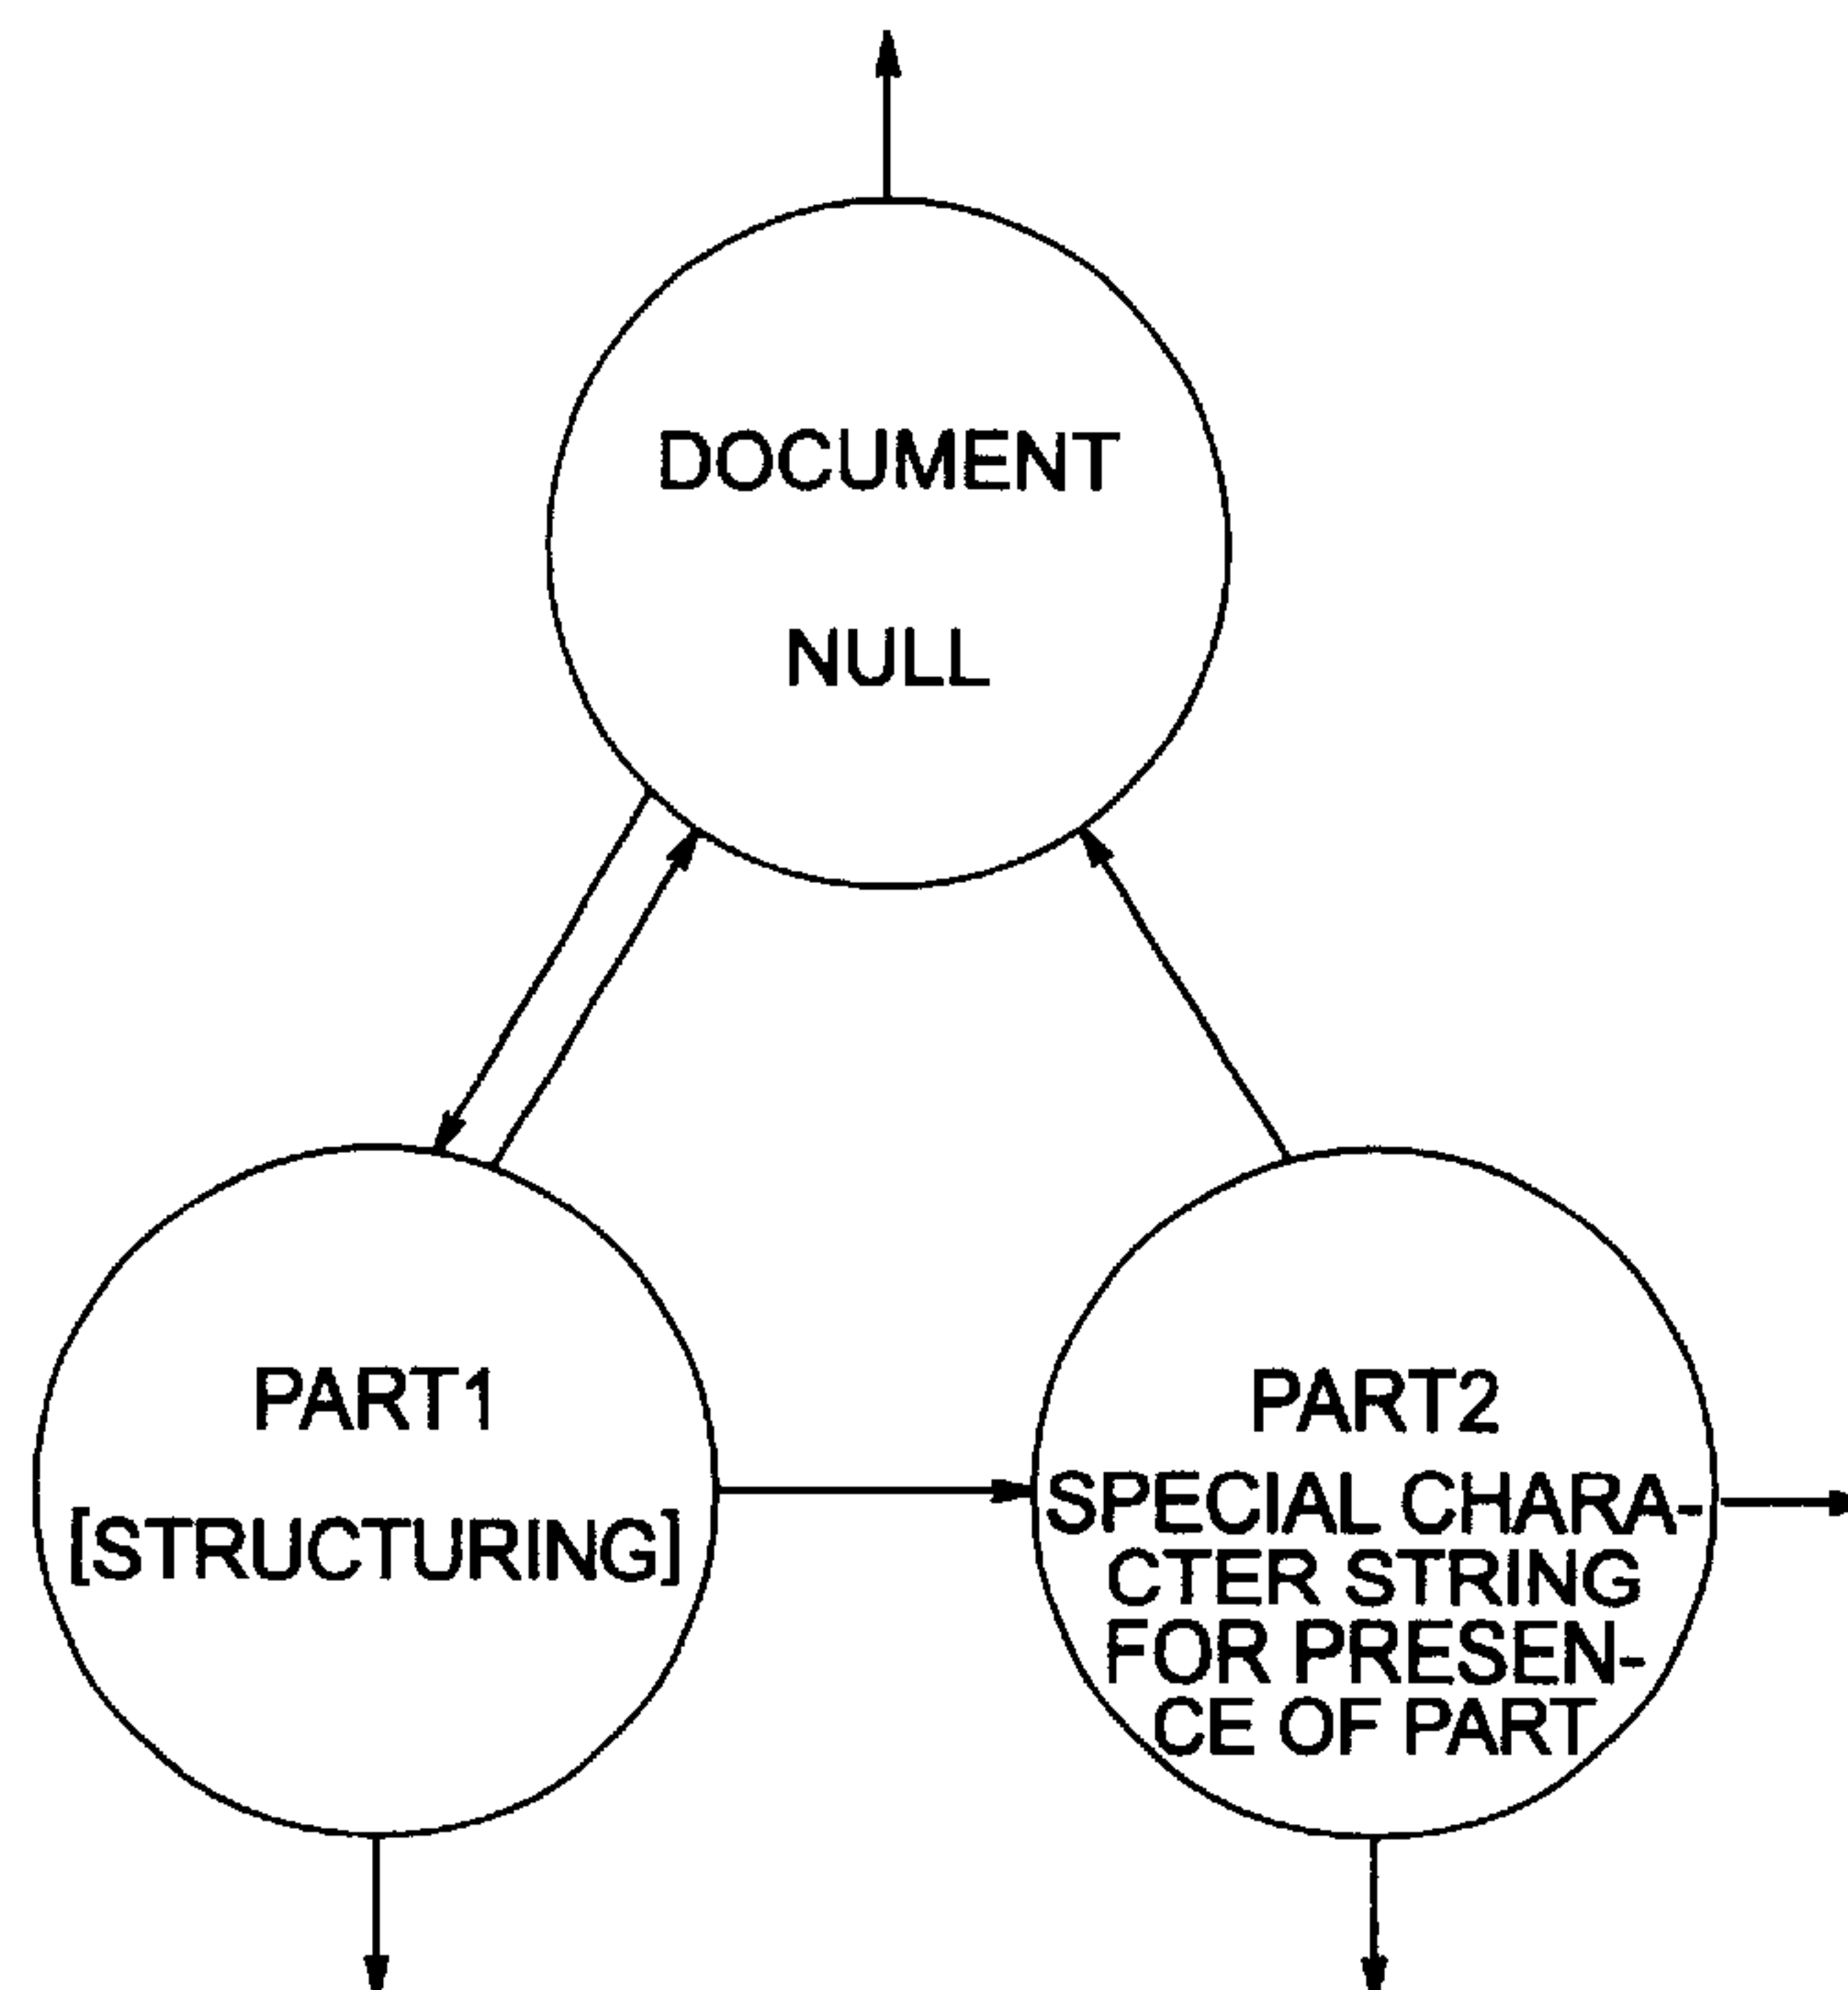 DOCUMENT
NULL
PART1
[STRUCTURING]
PART2
SPECIAL CHARA-
CTER STRING
FOR PRESEN-
CE OF PART